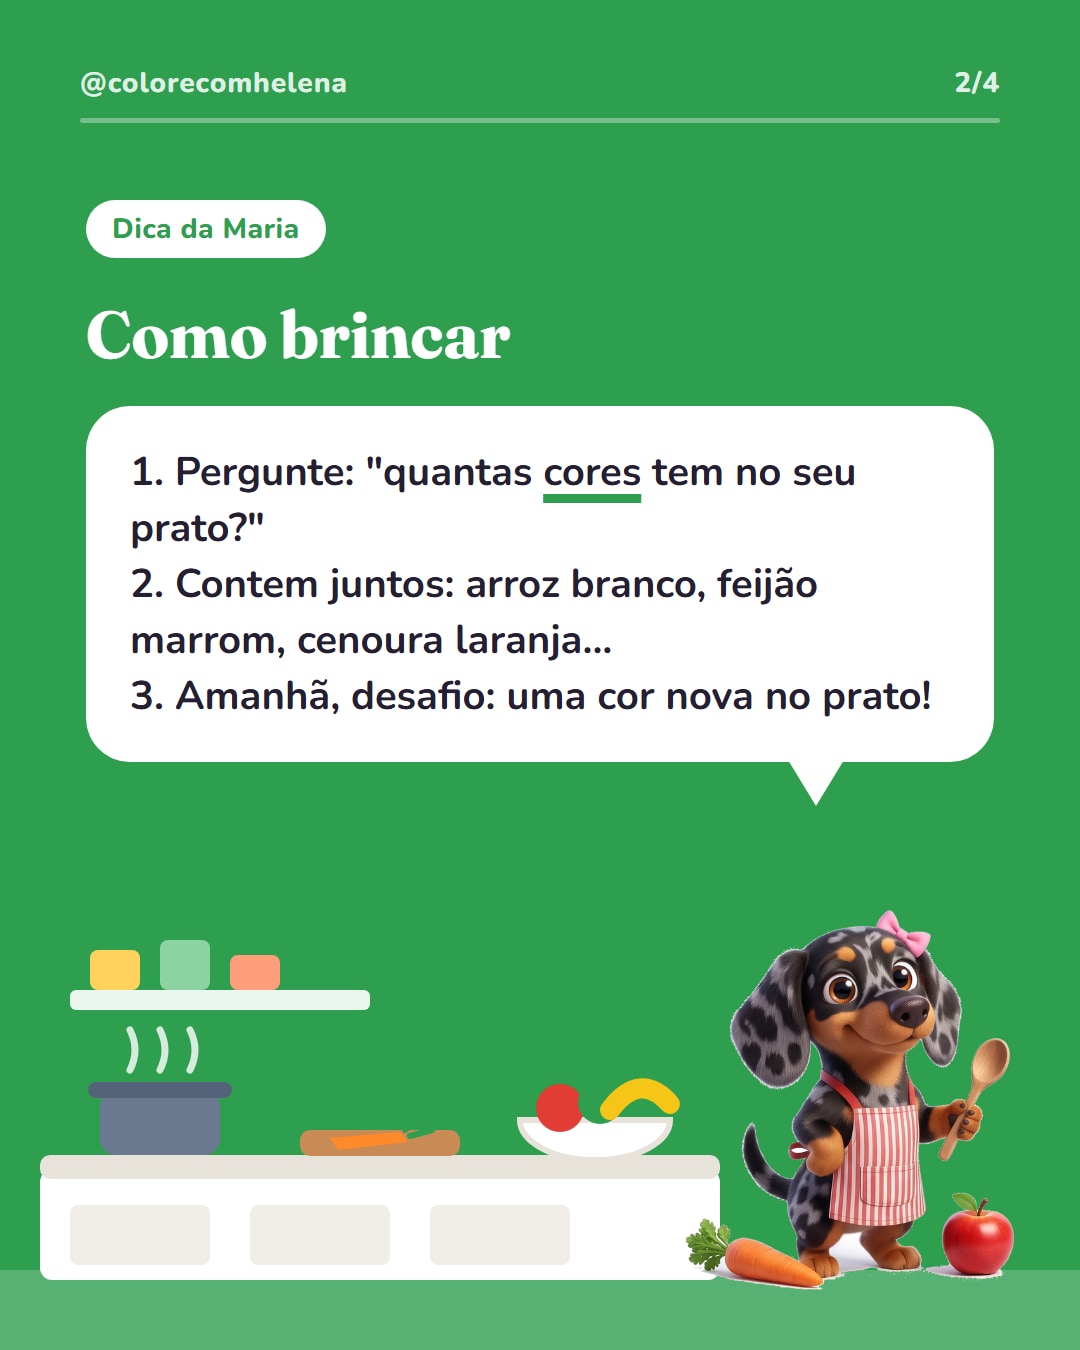 @colorecomhelena
2/4
Dica da Maria
Como brincar
1. Pergunte: "quantas cores tem no seu
prato?"
2. Contem juntos: arroz branco, feijão
marrom, cenoura laranja...
3. Amanhã, desafio: uma cor nova no prato!